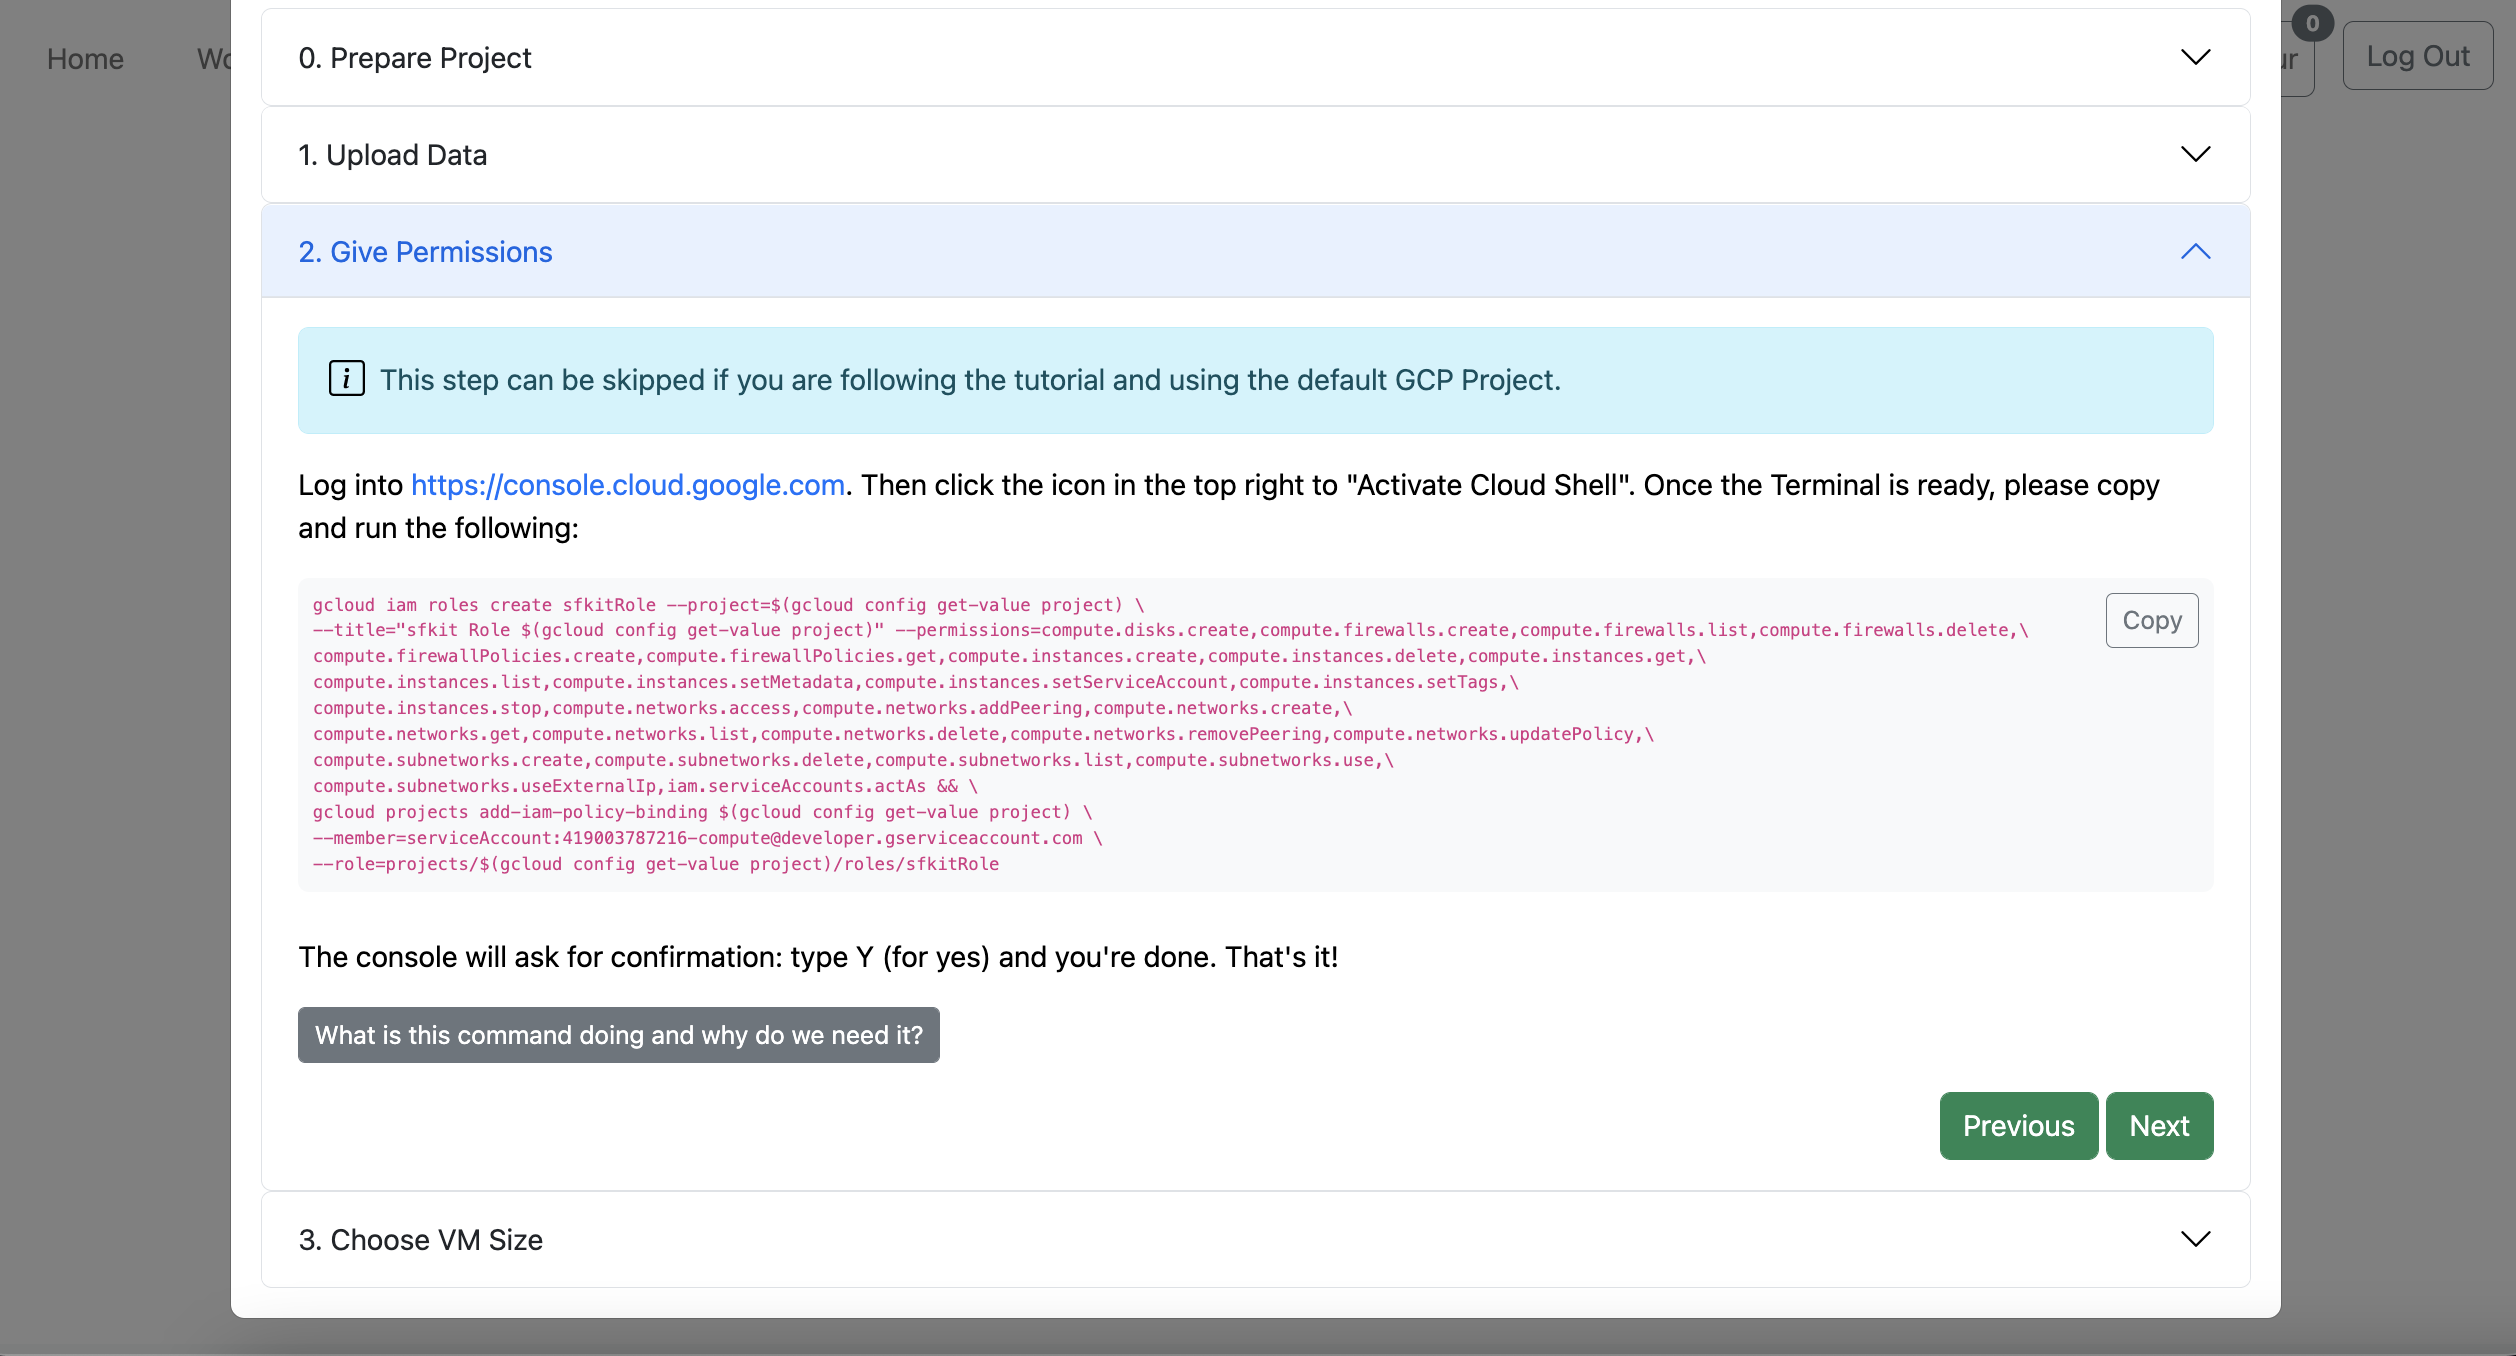 Home
Log Out
0
0. Prepare Project
1. Upload Data
2. Give Permissions
i This step can be skipped if you are following the tutorial and using the default GCP Project.
Log into https://console.cloud.google.com. Then click the icon in the top right to "Activate Cloud Shell". Once the Terminal is ready, please copy
and run the following:
Copy
gcloud iam roles create sfkitRole --project=$(gcloud config get-value project) \
--title="sfkit Role $(gcloud config get-value project)" --permissions=compute.disks.create,compute.firewalls.create,compute.firewalls.list,compute.firewalls.delete,\
compute.firewallPolicies.create,compute.firewallPolicies.get,compute.instances.create,compute.instances.delete,compute.instances.get,\
compute.instances.list,compute.instances.setMetadata,compute.instances.setServiceAccount,compute.instances.setTags,\
compute.instances.stop,compute.networks.access,compute.networks.addPeering,compute.networks.create,\
compute.networks.get,compute.networks.list,compute.networks.delete,compute.networks.removePeering,compute.networks.updatePolicy,\
compute.subnetworks.create,compute.subnetworks.delete,compute.subnetworks.list,compute.subnetworks.use,\
compute.subnetworks.useExternalIp,iam.serviceAccounts.actAs && \
gcloud projects add-iam-policy-binding $(gcloud config get-value project) \
--member=serviceAccount:419003787216-compute@developer.gserviceaccount.com \
--role=projects/$(gcloud config get-value project)/roles/sfkitRole
The console will ask for confirmation: type Y (for yes) and you're done. That's it!
What is this command doing and why do we need it?
Previous Next
3. Choose VM Size